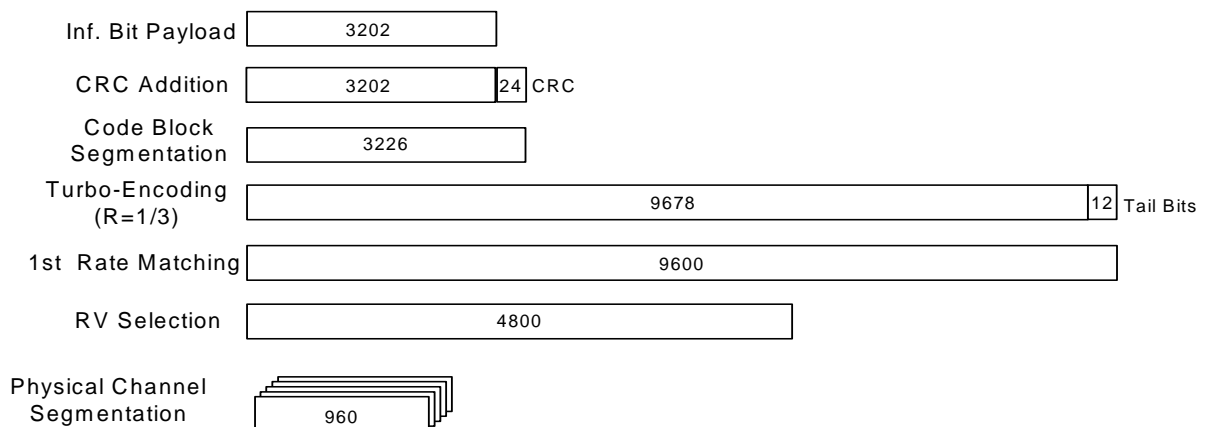 Inf. Bit Payload 3202
CRC Addition 3202 24 CRC
Code Block
Segmentation 3226
Turbo-Encoding
(R=1/3) 9678 12 Tail Bits
1st Rate Matching 9600
RV Selection 4800
Physical Channel
Segmentation 960